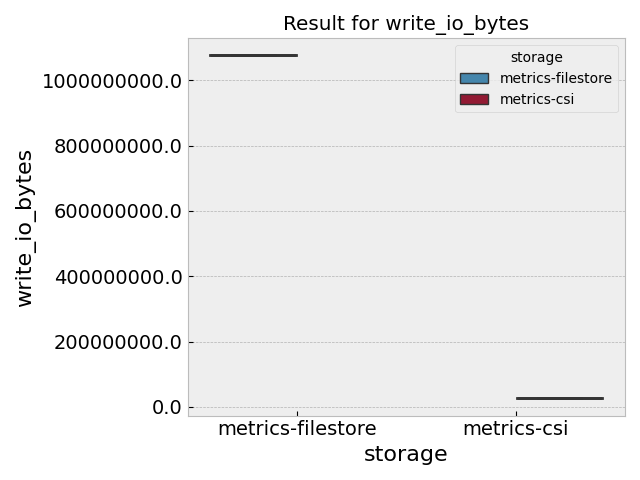 Result for write_io_bytes
storage
metrics-filestore
metrics-csi
write_io_bytes
1000000000.0
800000000.0
600000000.0
400000000.0
200000000.0
0.0
metrics-filestore metrics-csi
storage